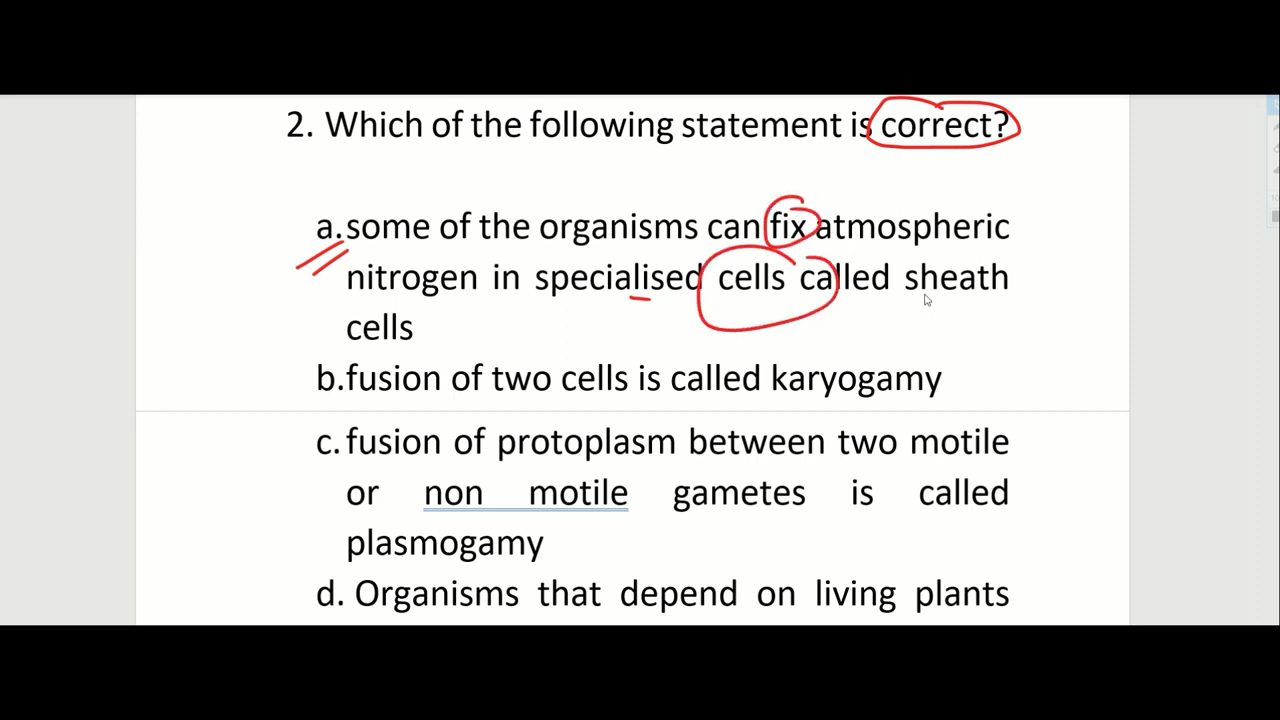 2. Which of the following statement is correct?
a. some of the organisms can fix atmospheric
nitrogen in specialised cells called sheath
cells
b. fusion of two cells is called karyogamy
c. fusion of protoplasm between two motile
or non motile gametes is called
plasmogamy
d. Organisms that depend on living plants